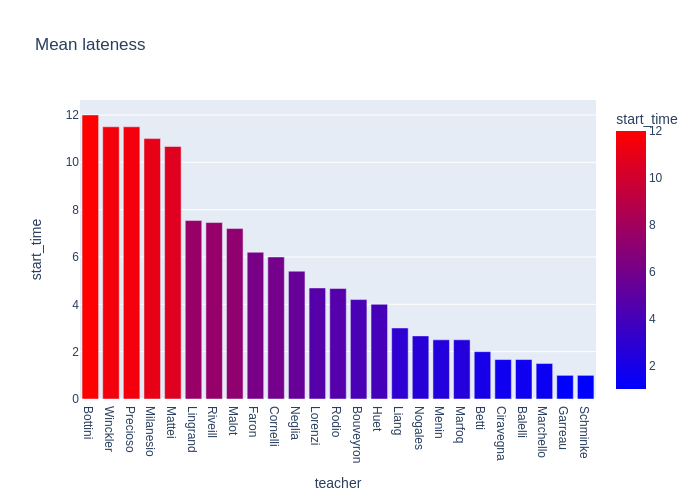 Mean lateness
start_time
12
10
8
6
4
2
0
start_time
12
10
8
6
4
2
Bottini
Winckler
Precioso
Milanesio
Mattei
Lingrand
Riveill
Malot
Faron
Cornelli
Neglia
Lorenzi
Rodio
Bouveyron
Huet
Liang
Nogales
Menin
Marfoq
Betti
Ciravegna
Balelli
Marchello
Garreau
Schminke
teacher